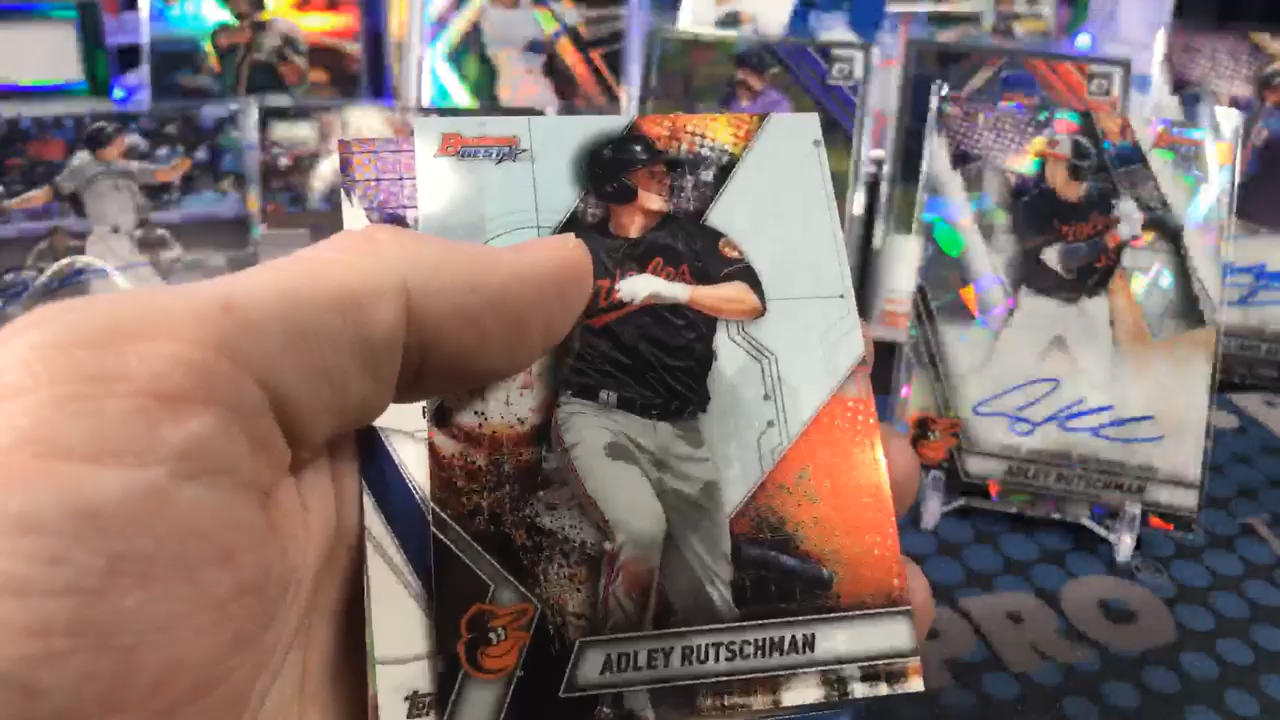 Bowman's
BEST
Orioles
ADLEY RUTSCHMAN
ADLEY RUTSCHMAN
PRO